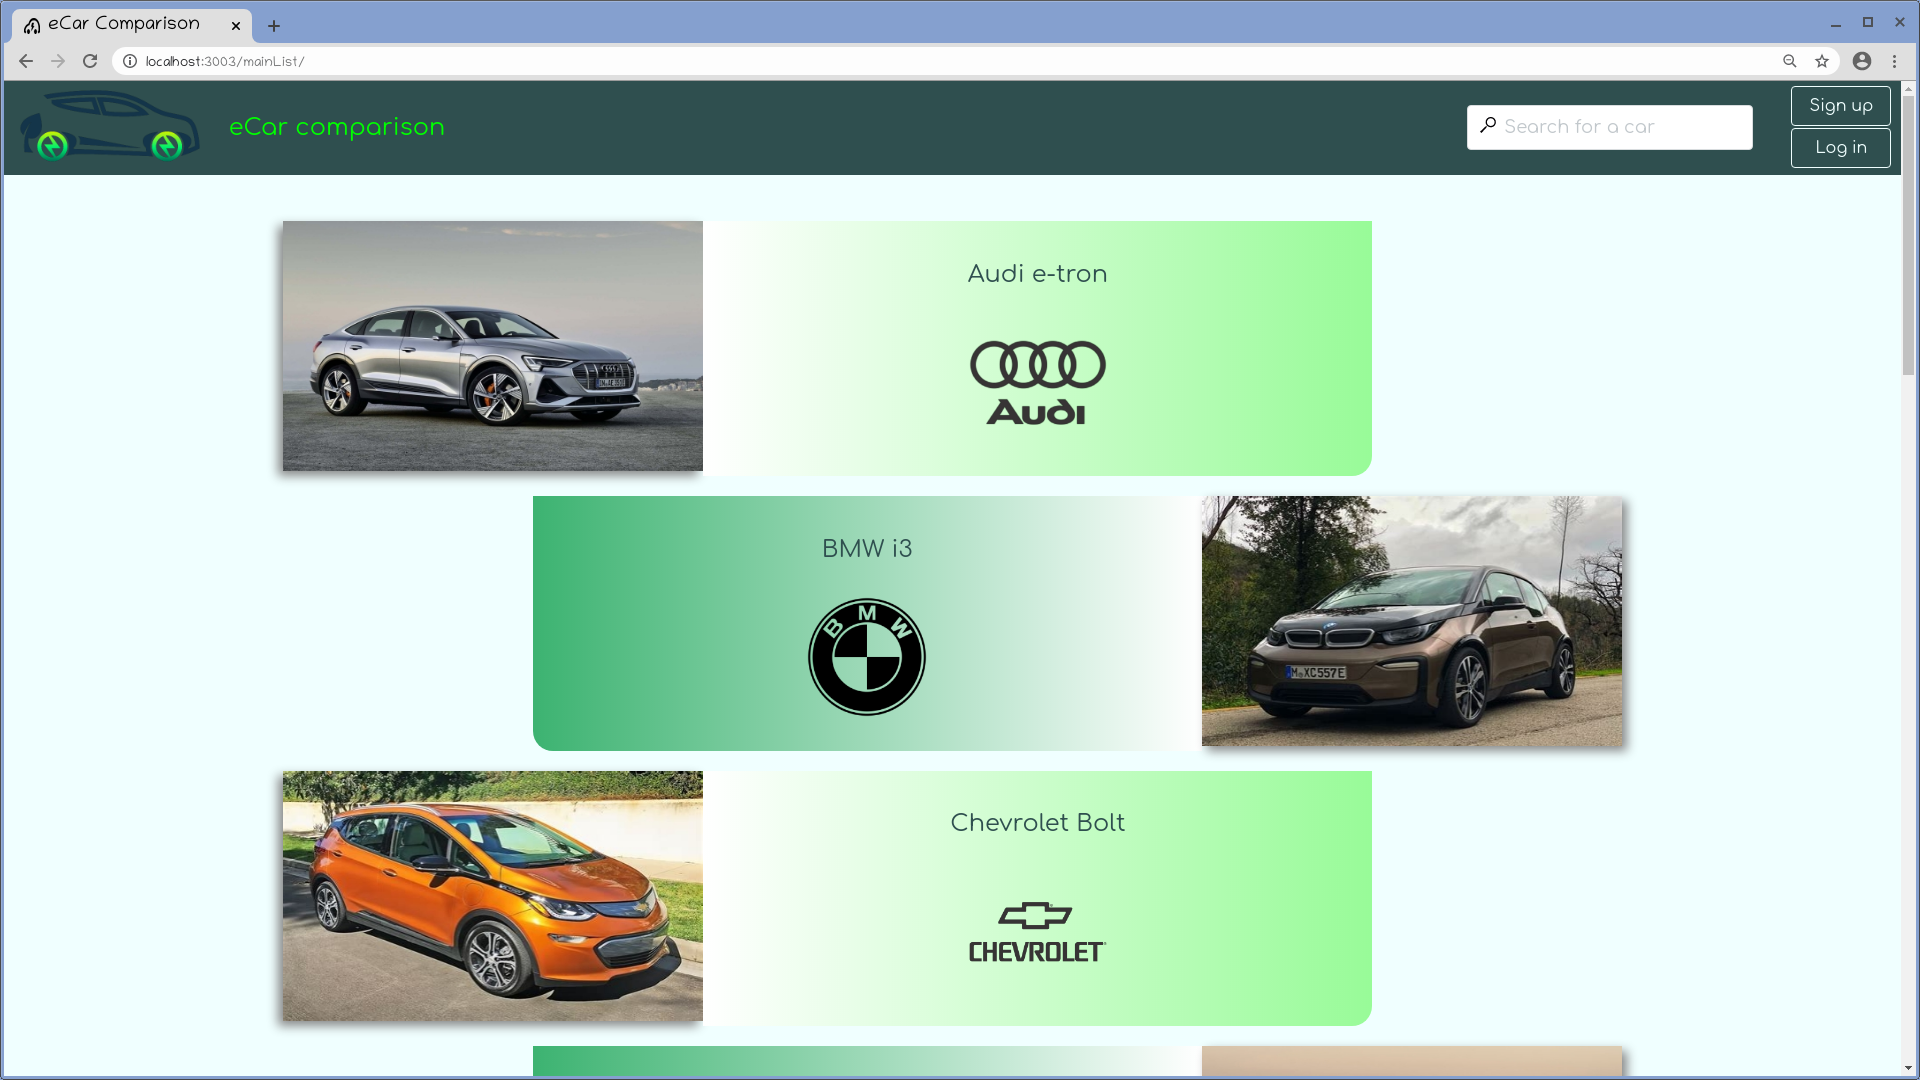 eCar Comparison
localhost:3003/mainList/
eCar comparison
Search for a car
Sign up
Log in
Audi e-tron
Audi
BMW i3
BMW
M XC557E
Chevrolet Bolt
CHEVROLET